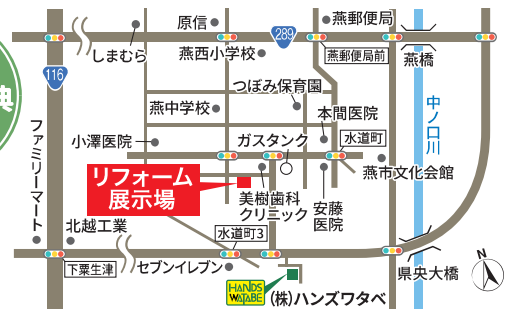 原信
燕郵便局
289
しまむら
燕西小学校
燕郵便局前
燕橋
116
典
つぼみ保育園
燕中学校
本間医院
中ノ口川
小澤医院
ガスタンク
水道町
ファミリーマート
燕市文化会館
リフォーム
展示場
美樹歯科
クリニック
安藤
医院
北越工業
水道町3
下粟生津
セブンイレブン
県央大橋
N
HANDS
WATABE
(株)ハンズワタベ